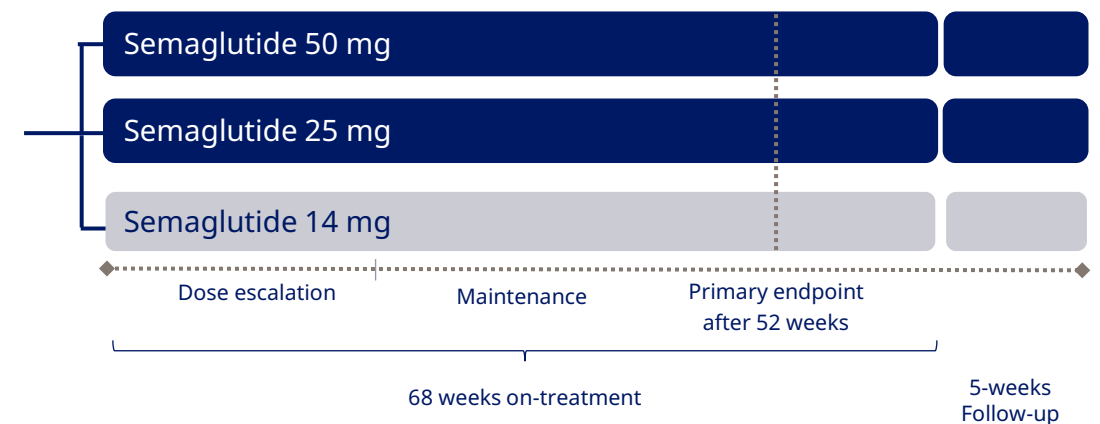 Semaglutide 50 mg
Semaglutide 25 mg
Semaglutide 14 mg
Dose escalation
Maintenance
Primary endpoint
after 52 weeks
68 weeks on-treatment
5-weeks
Follow-up